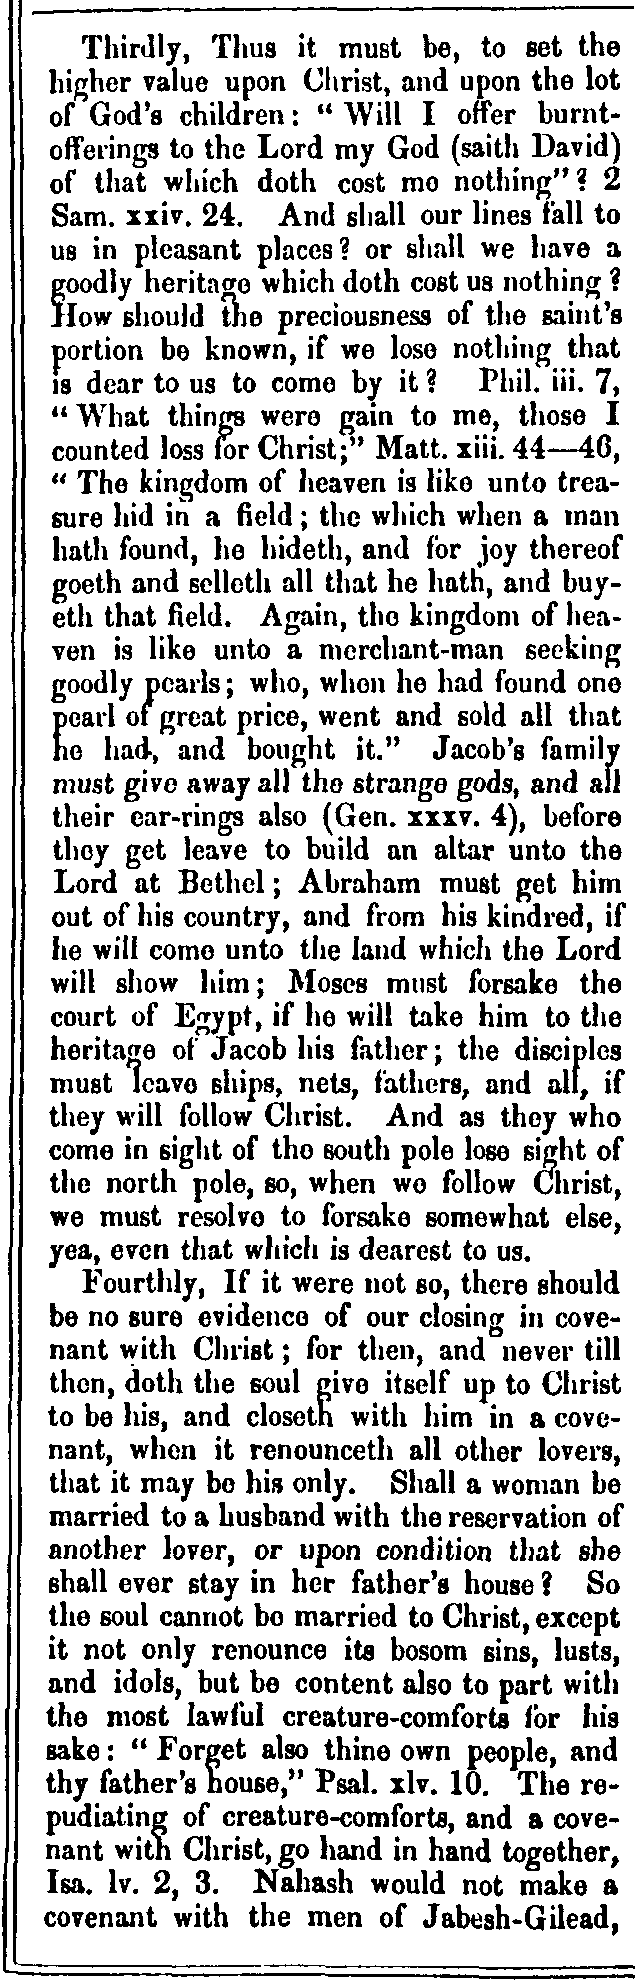 Thirdly, Thus it must be, to set the
higher value upon Christ, and upon the lot
of God's children: “ Will I offer burnt-
offerings to the Lord my God (saith David)
of that which doth cost me nothing”? 2
Sam. xxiv. 24. And shall our lines fall to
us in pleasant places? or shall we have a
goodly heritage which doth cost us nothing?
How should the preciousness of the saint's
portion be known, if we lose nothing that
is dear to us to come by it? Phil. iii. 7,
“ What things were gain to me, those I
counted loss for Christ;” Matt. xiii. 44—46,
“ The kingdom of heaven is like unto trea-
sure hid in a field; the which when a man
hath found, he hideth, and for joy thereof
goeth and selleth all that he hath, and buy-
eth that field. Again, the kingdom of hea-
ven is like unto a merchant-man seeking
goodly pearls; who, when he had found one
pearl of great price, went and sold all that
he had, and bought it.” Jacob's family
must give away all the strange gods, and all
their ear-rings also (Gen. xxxv. 4), before
they get leave to build an altar unto the
Lord at Bethel; Abraham must get him
out of his country, and from his kindred, if
he will come unto the land which the Lord
will show him; Moses must forsake the
court of Egypt, if he will take him to the
heritage of Jacob his father; the disciples
must leave ships, nets, fathers, and all, if
they will follow Christ. And as they who
come in sight of the south pole lose sight of
the north pole, so, when we follow Christ,
we must resolve to forsake somewhat else,
yea, even that which is dearest to us.
Fourthly, If it were not so, there should
be no sure evidence of our closing in cove-
nant with Christ; for then, and never till
then, doth the soul give itself up to Christ
to be his, and closeth with him in a cove-
nant, when it renounceth all other lovers,
that it may be his only. Shall a woman be
married to a husband with the reservation of
another lover, or upon condition that she
shall ever stay in her father's house? So
the soul cannot be married to Christ, except
it not only renounce its bosom sins, lusts,
and idols, but be content also to part with
the most lawful creature-comforts for his
sake: “ Forget also thine own people, and
thy father's house,” Psal. xlv. 10. The re-
pudiating of creature-comforts, and a cove-
nant with Christ, go hand in hand together,
Isa. lv. 2, 3. Nahash would not make a
covenant with the men of Jabesh-Gilead,